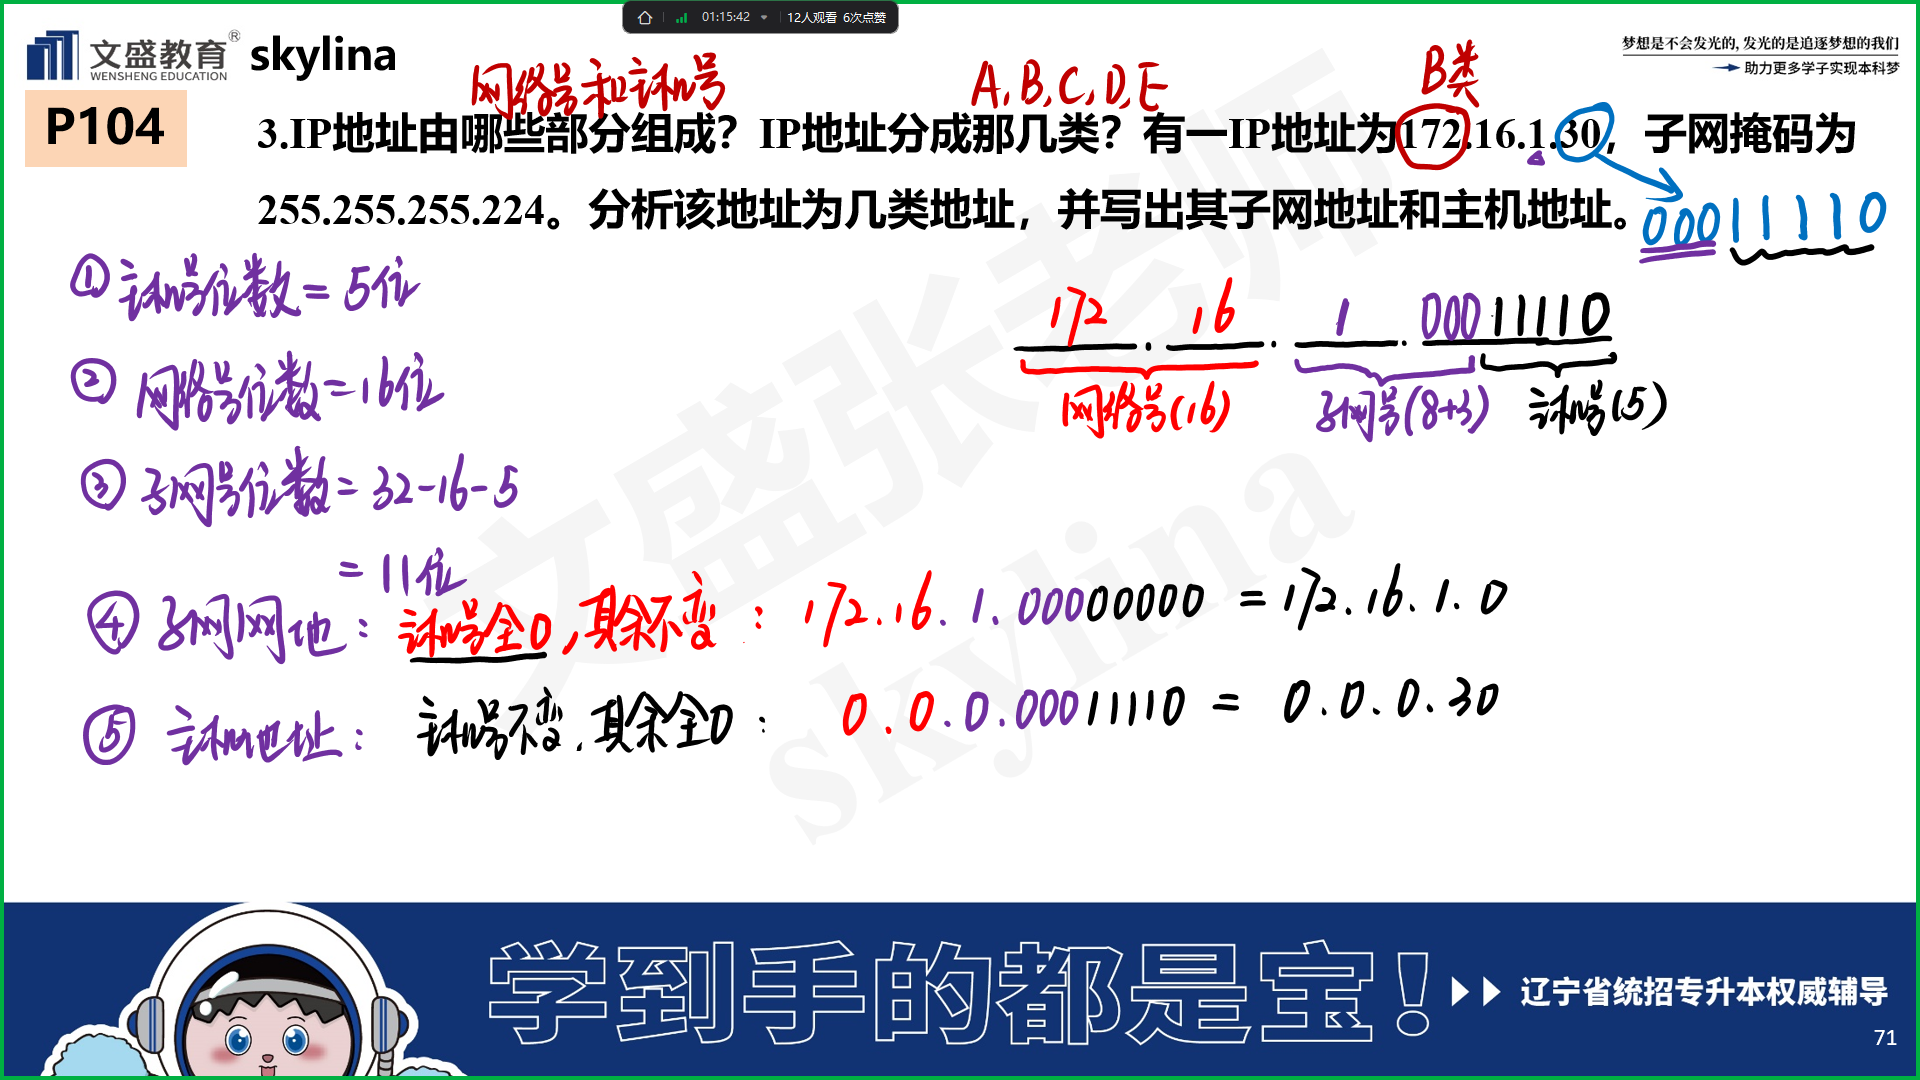 01:15:42 12人观看 6次点赞
文盛教育® skylina
WENSHENG EDUCATION
梦想是不会发光的, 发光的是追逐梦想的我们
助力更多学子实现本科梦
P104
网络号和主机号 A, B, C, D, E B类
3.IP地址由哪些部分组成？IP地址分成那几类？有一IP地址为172.16.1.30，子网掩码为
255.255.255.224。分析该地址为几类地址，并写出其子网地址和主机地址。
00011110
① 主机号位数 = 5位
172 . 16 . 1 . 00011110
网络号(16) 子网号(8+3) 主机号(5)
② 网络号位数 = 16位
③ 子网号位数 = 32-16-5
= 11位
④ 子网网地： 主机号全0, 其余不变： 172.16.1.00000000 = 172.16.1.0
⑤ 主机地址： 主机号不变, 其余全0： 0.0.0.00011110 = 0.0.0.30
文盛张老师
skylina
学到手的都是宝！
辽宁省统招专升本权威辅导
71